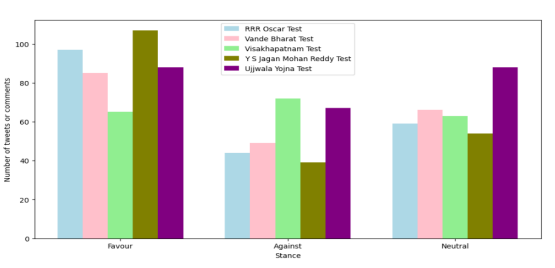 RRR Oscar Test
Vande Bharat Test
Visakhapatnam Test
Y S Jagan Mohan Reddy Test
Ujjwala Yojna Test
Number of tweets or comments
100
80
60
40
20
0
Favour Against Neutral
Stance